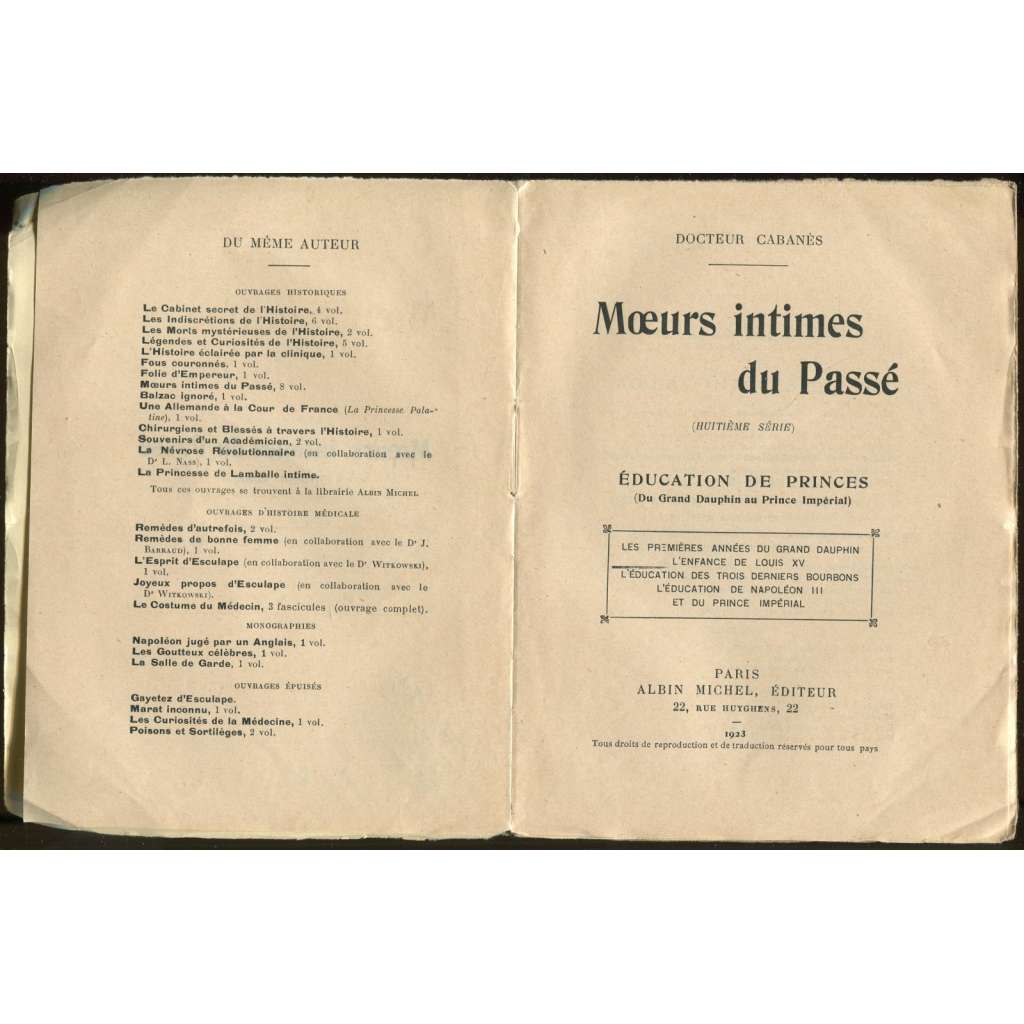 DU MÊME AUTEUR
OUVRAGES HISTORIQUES
Le Cabinet secret de l'Histoire, 4 vol.
Les Indiscrétions de l'Histoire, 6 vol.
Les Morts mystérieuses de l'Histoire, 2 vol.
Légendes et Curiosités de l'Histoire, 5 vol.
L'Histoire éclairée par la clinique, 1 vol.
Fous couronnés, 1 vol.
Folie d'Empereur, 1 vol.
Mœurs intimes du Passé, 8 vol.
Balzac ignoré, 1 vol.
Une Allemande à la Cour de France (La Princesse Pala-
tine), 1 vol.
Chirurgiens et Blessés à travers l'Histoire, 1 vol.
Souvenirs d'un Académicien, 2 vol.
La Névrose Révolutionnaire (en collaboration avec le
Dr L. NASS), 1 vol.
La Princesse de Lamballe intime.
Tous ces ouvrages se trouvent à la librairie ALBIN MICHEL
OUVRAGES D'HISTOIRE MÉDICALE
Remèdes d'autrefois, 2 vol.
Remèdes de bonne femme (en collaboration avec le Dr J.
BARRAUD), 1 vol.
L'Esprit d'Esculape (en collaboration avec le Dr WITKOWSKI),
1 vol.
Joyeux propos d'Esculape (en collaboration avec le
Dr WITKOWSKI).
Le Costume du Médecin, 3 fascicules (ouvrage complet).
MONOGRAPHIES
Napoléon jugé par un Anglais, 1 vol.
Les Goutteux célèbres, 1 vol.
La Salle de Garde, 1 vol.
OUVRAGES ÉPUISÉS
Gayetez d'Esculape.
Marat inconnu, 1 vol.
Les Curiosités de la Médecine, 1 vol.
Poisons et Sortilèges, 2 vol.
DOCTEUR CABANÈS
Mœurs intimes
du Passé
(HUITIÈME SÉRIE)
ÉDUCATION DE PRINCES
(Du Grand Dauphin au Prince Impérial)
LES PREMIÈRES ANNÉES DU GRAND DAUPHIN
L'ENFANCE DE LOUIS XV
L'ÉDUCATION DES TROIS DERNIERS BOURBONS
L'ÉDUCATION DE NAPOLÉON III
ET DU PRINCE IMPÉRIAL
PARIS
ALBIN MICHEL, ÉDITEUR
22, RUE HUYGHENS, 22
1923
Tous droits de reproduction et de traduction réservés pour tous pays